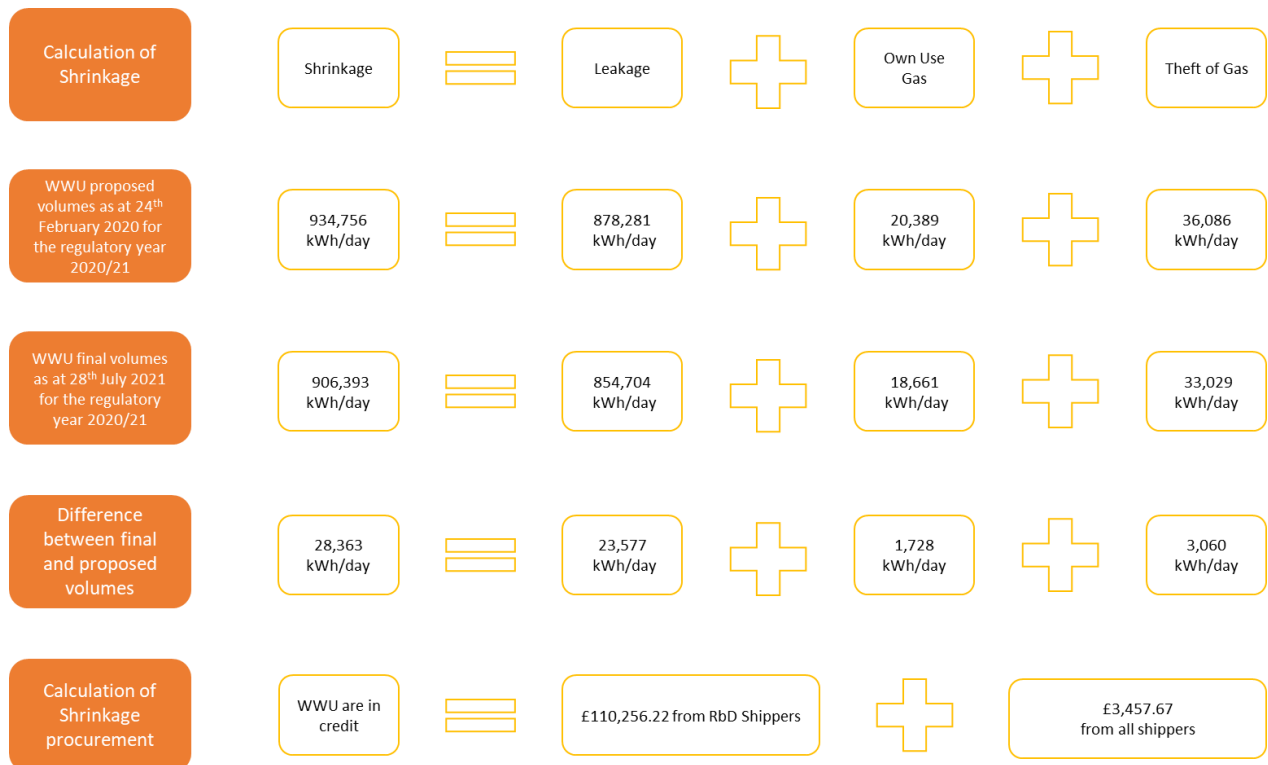 Calculation of
Shrinkage
Shrinkage
Leakage
Own Use
Gas
Theft of Gas
WWU proposed
volumes as at 24th
February 2020 for
the regulatory year
2020/21
934,756
kWh/day
878,281
kWh/day
20,389
kWh/day
36,086
kWh/day
WWU final volumes
as at 28th July 2021
for the regulatory
year 2020/21
906,393
kWh/day
854,704
kWh/day
18,661
kWh/day
33,029
kWh/day
Difference
between final
and proposed
volumes
28,363
kWh/day
23,577
kWh/day
1,728
kWh/day
3,060
kWh/day
Calculation of
Shrinkage
procurement
WWU are in
credit
£110,256.22 from RbD Shippers
£3,457.67
from all shippers